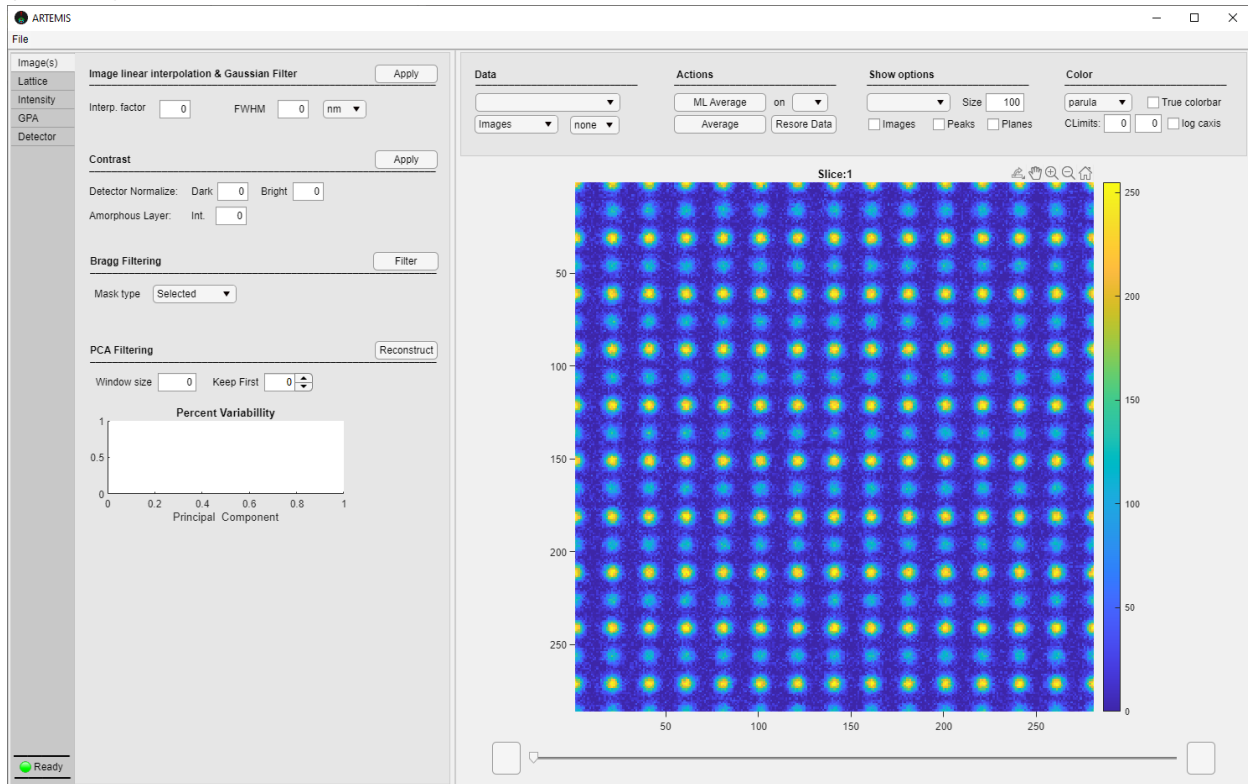 ARTEMIS
File
Image(s)
Lattice
Intensity
GPA
Detector
Image linear interpolation & Gaussian Filter Apply
Interp. factor 0 FWHM 0 nm
Contrast Apply
Detector Normalize: Dark 0 Bright 0
Amorphous Layer: Int. 0
Bragg Filtering Filter
Mask type Selected
PCA Filtering Reconstruct
Window size 0 Keep First 0
Percent Variabillity
1
0.5
0
0 0.2 0.4 0.6 0.8 1
Principal Component
Ready
Data Actions Show options Color
ML Average on Size 100 parula True colorbar
Images none Average Resore Data Images Peaks Planes CLimits: 0 0 log caxis
Slice:1
50
100
150
200
250
50 100 150 200 250
250
200
150
100
50
0